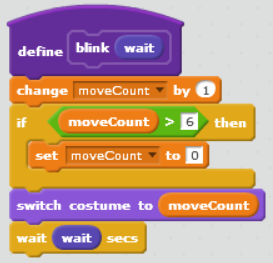 define blink wait
change moveCount by 1
if moveCount > 6 then
set moveCount to 0
switch costume to moveCount
wait wait secs